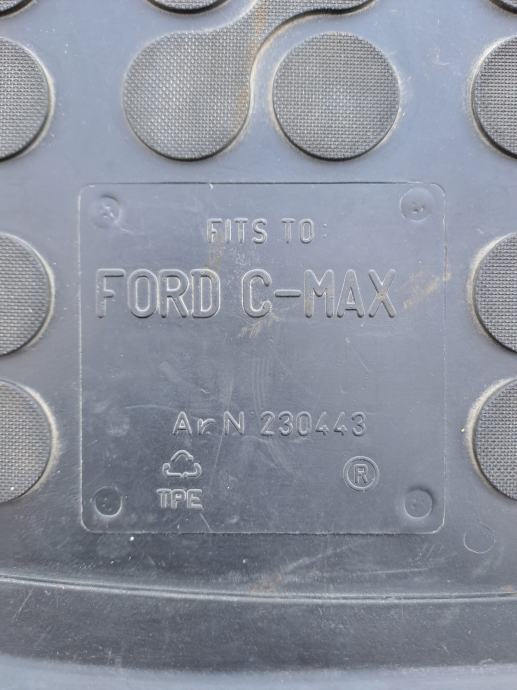 FITS TO
FORD C-MAX
Ar. N 230443
®
TPE